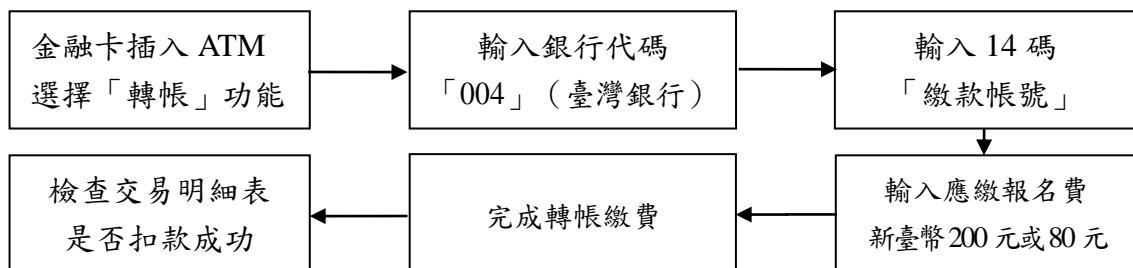 金融卡插入 ATM
選擇「轉帳」功能
輸入銀行代碼
「004」（臺灣銀行）
輸入 14 碼
「繳款帳號」
輸入應繳報名費
新臺幣200 元或80 元
完成轉帳繳費
檢查交易明細表
是否扣款成功